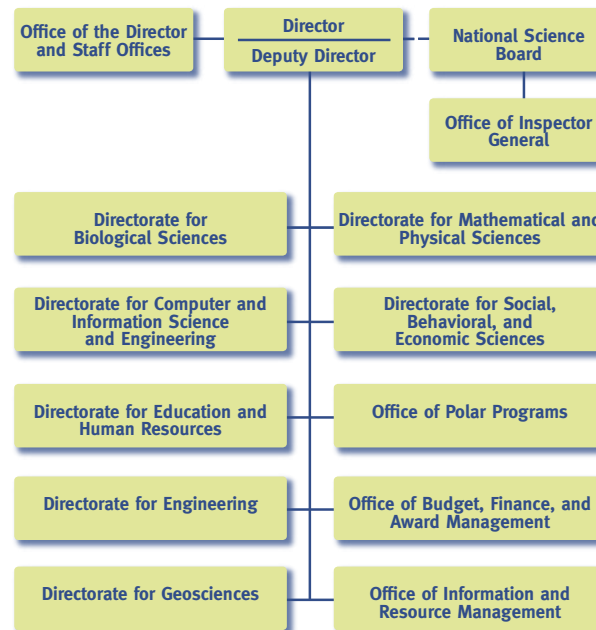 Office of the Director
and Staff Offices
Director
Deputy Director
National Science
Board
Office of Inspector
General
Directorate for
Biological Sciences
Directorate for Mathematical and
Physical Sciences
Directorate for Computer and
Information Science
and Engineering
Directorate for Social,
Behavioral, and
Economic Sciences
Directorate for Education and
Human Resources
Office of Polar Programs
Directorate for Engineering
Office of Budget, Finance, and
Award Management
Directorate for Geosciences
Office of Information and
Resource Management